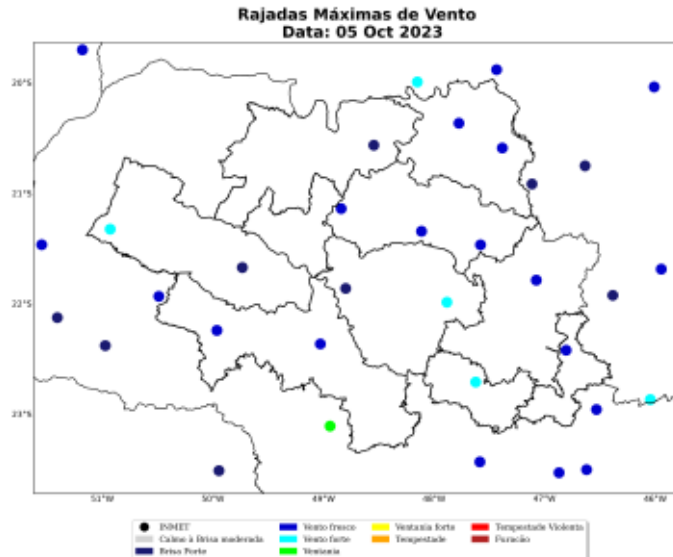 Rajadas Máximas de Vento
Data: 05 Oct 2023
20°S
21°S
22°S
23°S
51°W
50°W
49°W
48°W
47°W
46°W
INMET
Calmo à Brisa moderada
Brisa Forte
Vento fresco
Vento forte
Ventania
Ventania forte
Tempestade
Tempestade Violenta
Furacão